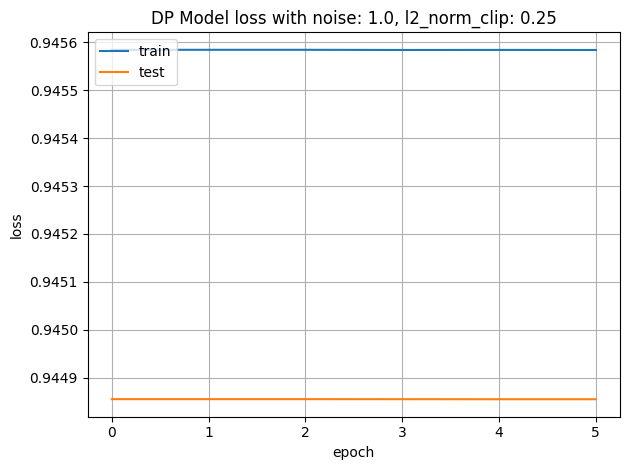 DP Model loss with noise: 1.0, l2_norm_clip: 0.25
train
test
loss
0.9456
0.9455
0.9454
0.9453
0.9452
0.9451
0.9450
0.9449
0 1 2 3 4 5
epoch